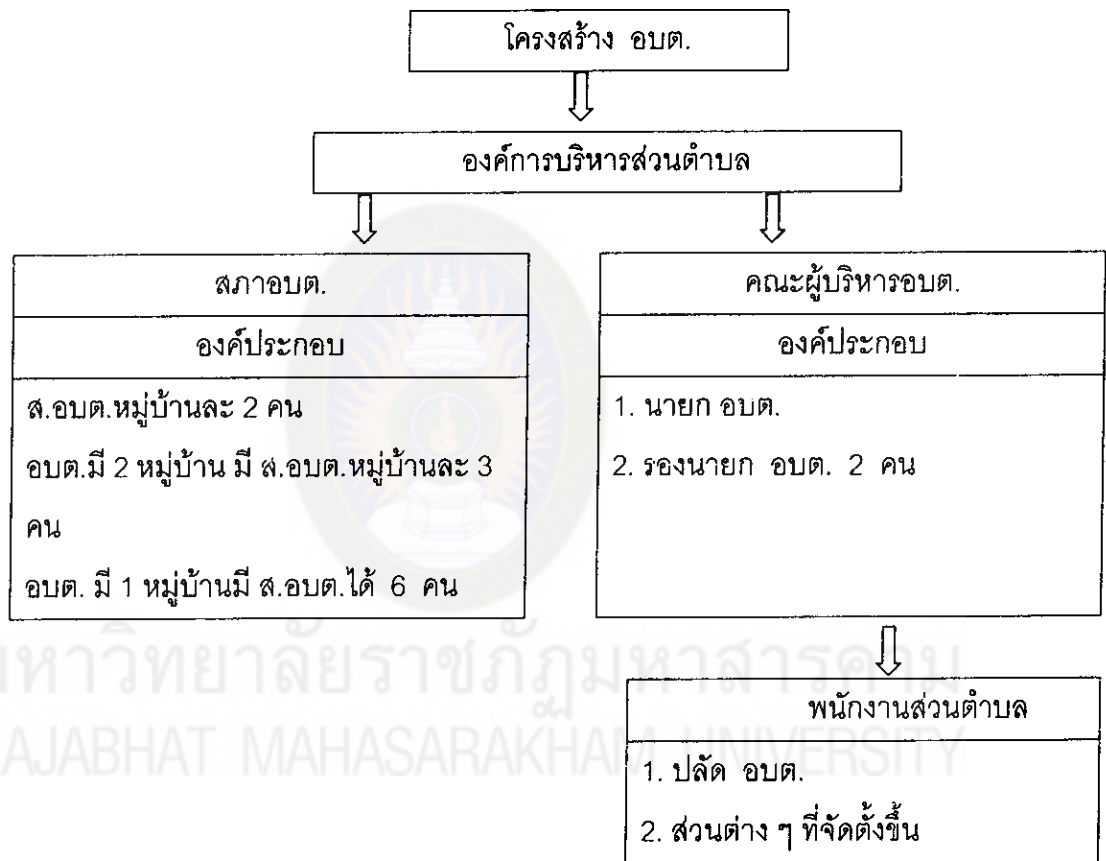 โครงสร้าง อบต.
องค์การบริหารส่วนตำบล
สภาอบต.
องค์ประกอบ
ส.อบต.หมู่บ้านละ 2 คน
อบต.มี 2 หมู่บ้าน มี ส.อบต.หมู่บ้านละ 3
คน
อบต. มี 1 หมู่บ้านมี ส.อบต.ได้ 6 คน
คณะผู้บริหารอบต.
องค์ประกอบ
1. นายก อบต.
2. รองนายก อบต. 2 คน
พนักงานส่วนตำบล
1. ปลัด อบต.
2. ส่วนต่าง ๆ ที่จัดตั้งขึ้น
มหาวิทยาลัยราชภัฏมหาสารคาม
RAJABHAT MAHASARAKHAM UNIVERSITY